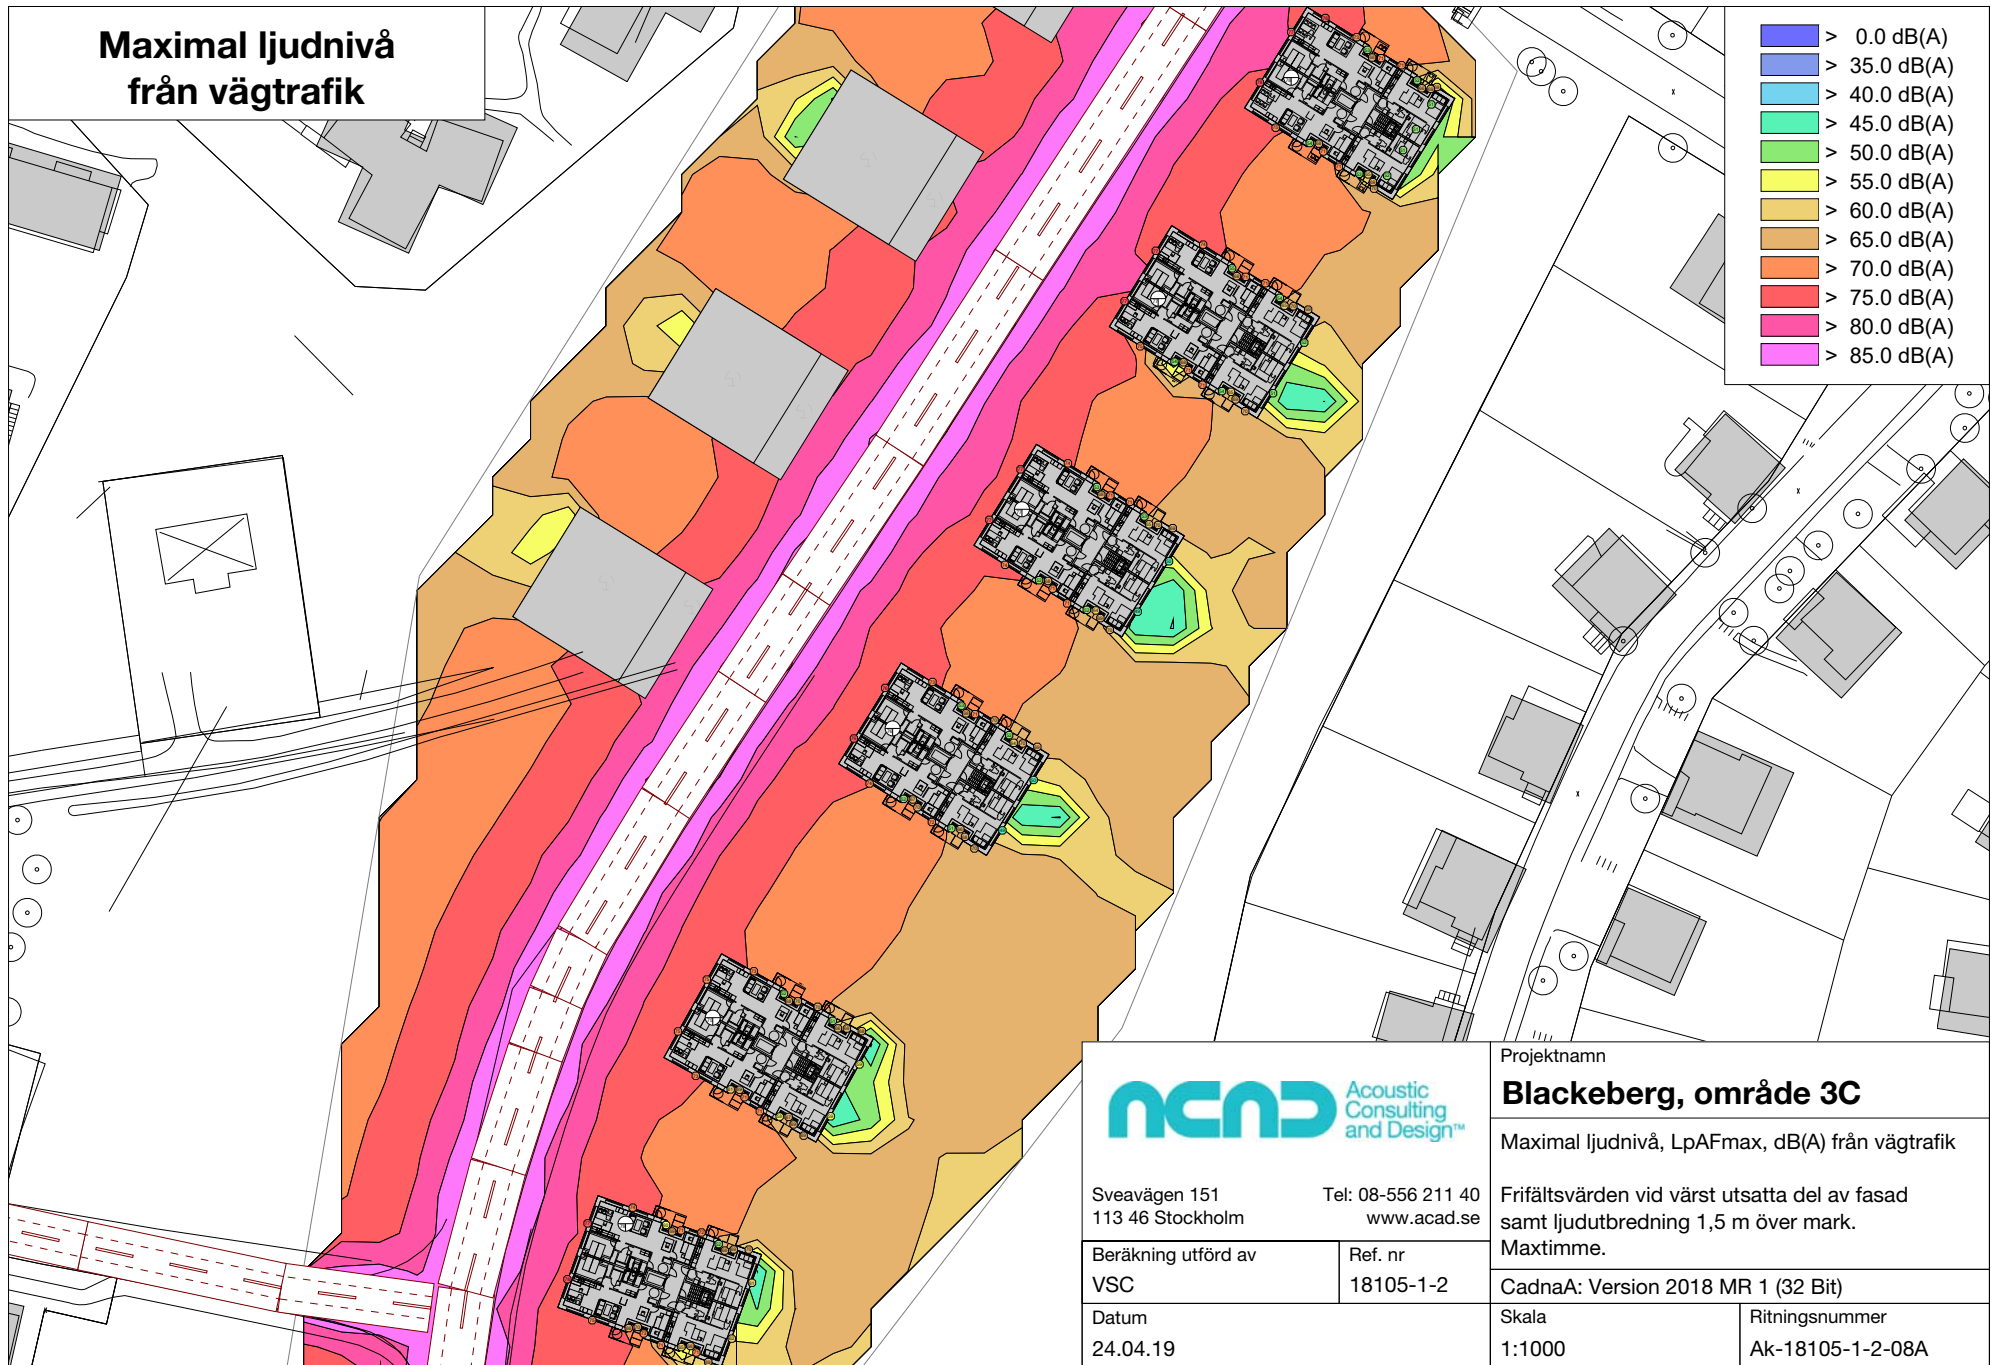 Maximal ljudnivå
från vägtrafik
> 0.0 dB(A)
> 35.0 dB(A)
> 40.0 dB(A)
> 45.0 dB(A)
> 50.0 dB(A)
> 55.0 dB(A)
> 60.0 dB(A)
> 65.0 dB(A)
> 70.0 dB(A)
> 75.0 dB(A)
> 80.0 dB(A)
> 85.0 dB(A)
ACAD
Acoustic
Consulting
and Design™
Sveavägen 151
113 46 Stockholm
Tel: 08-556 211 40
www.acad.se
Beräkning utförd av
VSC
Ref. nr
18105-1-2
Datum
24.04.19
Projektnamn
Blackeberg, område 3C
Maximal ljudnivå, LpAFmax, dB(A) från vägtrafik
Frifältsvärden vid värst utsatta del av fasad
samt ljudutbredning 1,5 m över mark.
Maxtimme.
CadnaA: Version 2018 MR 1 (32 Bit)
Skala
1:1000
Ritningsnummer
Ak-18105-1-2-08A